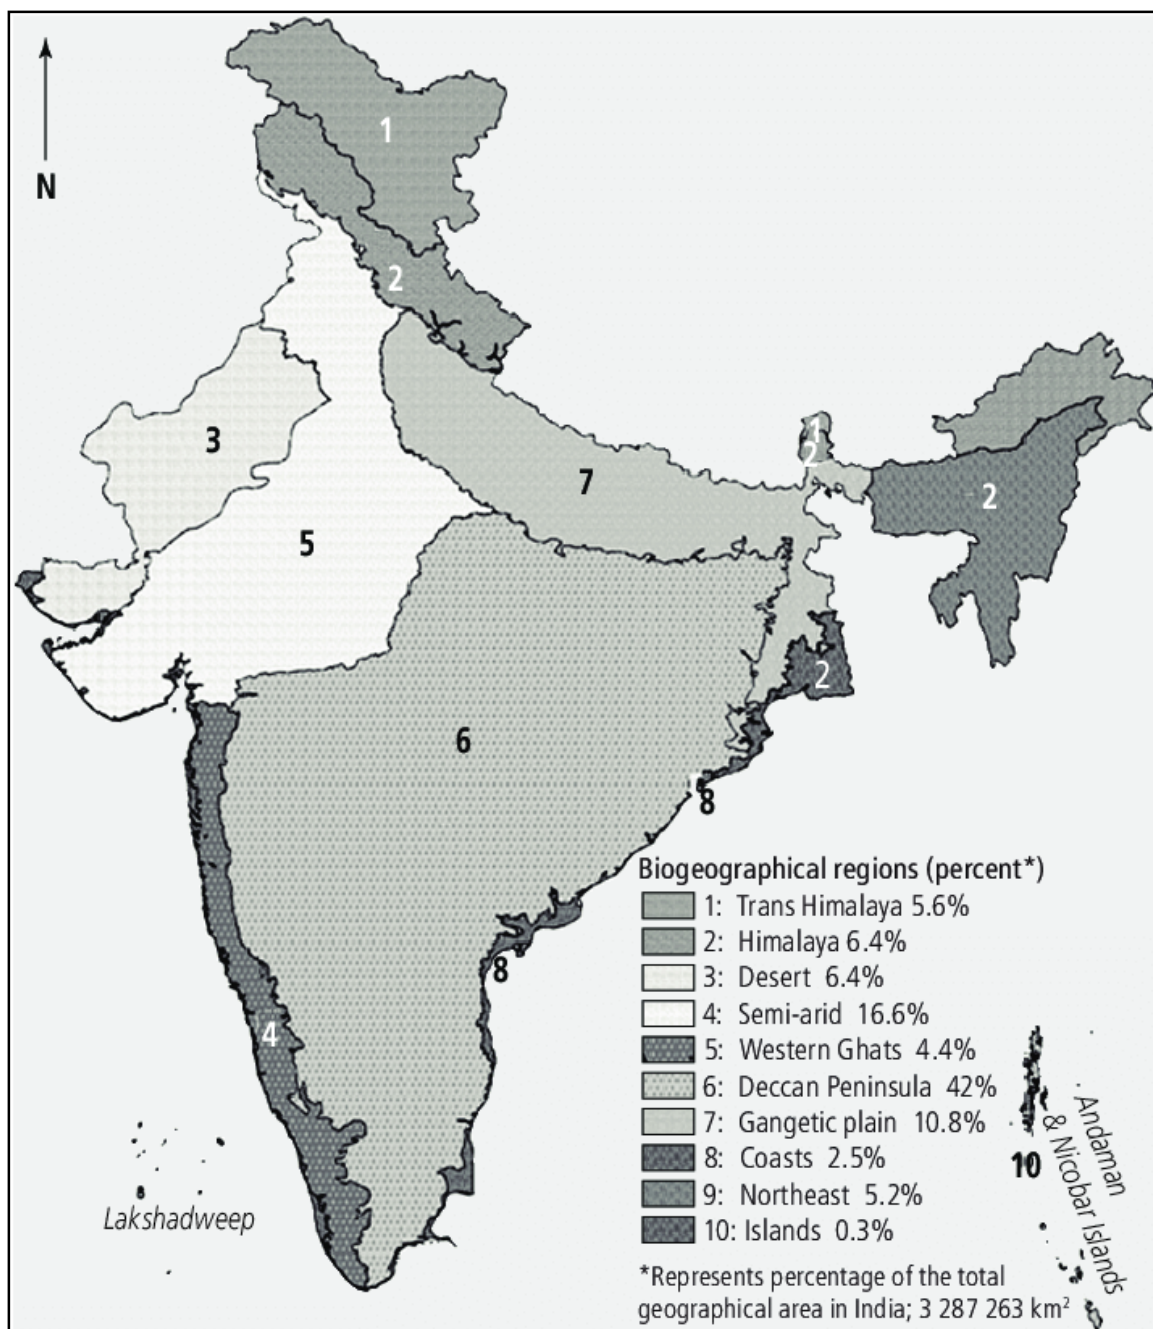 N
1
2
3
1
2
7
2
5
2
6
8
Biogeographical regions (percent*)
1: Trans Himalaya 5.6%
2: Himalaya 6.4%
3: Desert 6.4%
4: Semi-arid 16.6%
5: Western Ghats 4.4%
6: Deccan Peninsula 42%
7: Gangetic plain 10.8%
8: Coasts 2.5%
9: Northeast 5.2%
10: Islands 0.3%
*Represents percentage of the total
geographical area in India; 3 287 263 km²
8
4
Lakshadweep
10
Andaman
& Nicobar Islands